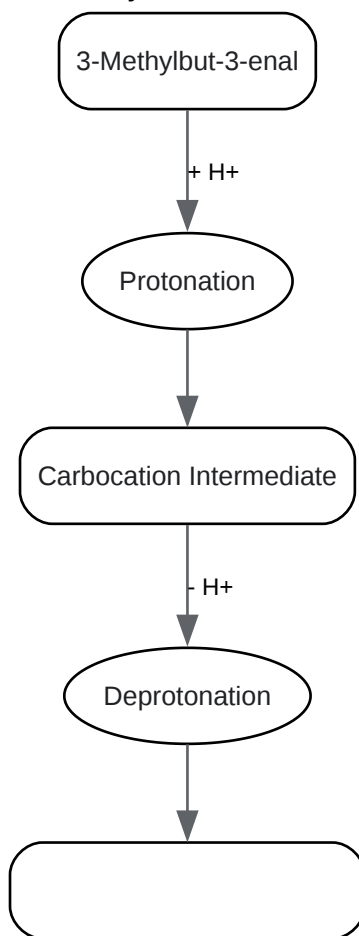 3-Methylbut-3-enal
+ H+
Protonation
Carbocation Intermediate
- H+
Deprotonation